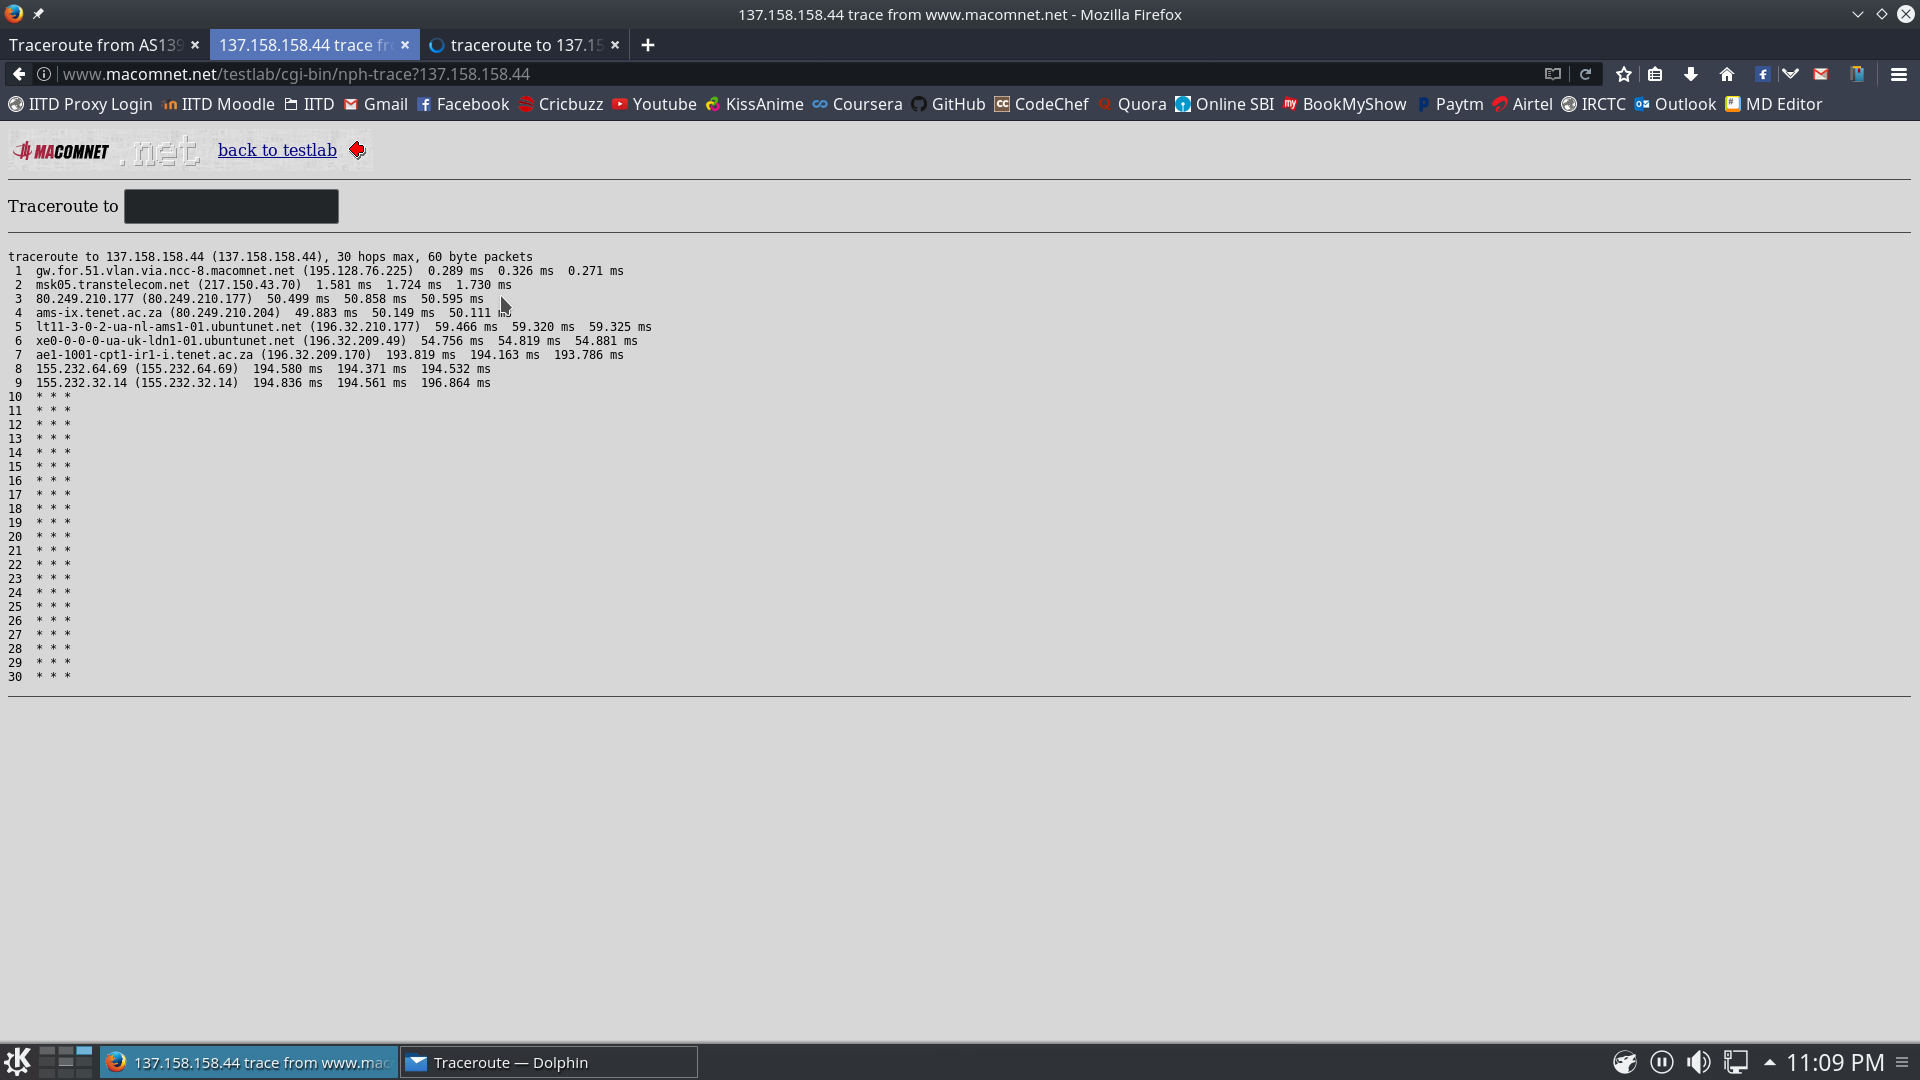 137.158.158.44 trace from www.macomnet.net - Mozilla Firefox
Traceroute from AS139
137.158.158.44 trace fr
traceroute to 137.15
www.macomnet.net/testlab/cgi-bin/nph-trace?137.158.158.44
IITD Proxy Login IITD Moodle IITD Gmail Facebook Cricbuzz Youtube KissAnime Coursera GitHub CodeChef Quora Online SBI BookMyShow Paytm Airtel IRCTC Outlook MD Editor
MACOMNET .net back to testlab
Traceroute to
traceroute to 137.158.158.44 (137.158.158.44), 30 hops max, 60 byte packets
1 gw.for.51.vlan.via.ncc-8.macomnet.net (195.128.76.225) 0.289 ms 0.326 ms 0.271 ms
2 msk05.transtelecom.net (217.150.43.70) 1.581 ms 1.724 ms 1.730 ms
3 80.249.210.177 (80.249.210.177) 50.499 ms 50.858 ms 50.595 ms
4 ams-ix.tenet.ac.za (80.249.210.204) 49.883 ms 50.149 ms 50.111 ms
5 lt11-3-0-2-ua-nl-ams1-01.ubuntunet.net (196.32.210.177) 59.466 ms 59.320 ms 59.325 ms
6 xe0-0-0-0-ua-uk-ldn1-01.ubuntunet.net (196.32.209.49) 54.756 ms 54.819 ms 54.881 ms
7 ae1-1001-cpt1-ir1-i.tenet.ac.za (196.32.209.170) 193.819 ms 194.163 ms 193.786 ms
8 155.232.64.69 (155.232.64.69) 194.580 ms 194.371 ms 194.532 ms
9 155.232.32.14 (155.232.32.14) 194.836 ms 194.561 ms 196.864 ms
10 * * *
11 * * *
12 * * *
13 * * *
14 * * *
15 * * *
16 * * *
17 * * *
18 * * *
19 * * *
20 * * *
21 * * *
22 * * *
23 * * *
24 * * *
25 * * *
26 * * *
27 * * *
28 * * *
29 * * *
30 * * *
137.158.158.44 trace from www.mac
Traceroute — Dolphin
11:09 PM